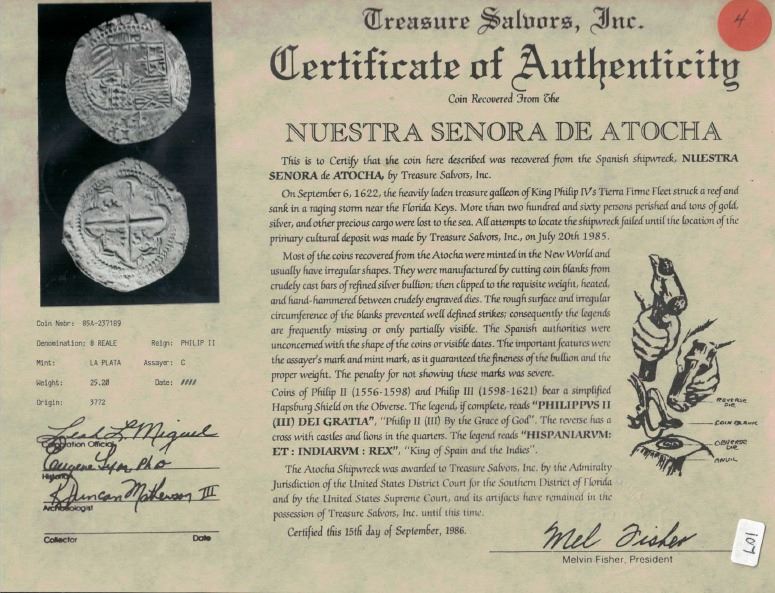 Treasure Salvors, Inc.
4
Certificate of Authenticity
Coin Recovered From The
NUESTRA SENORA DE ATOCHA
This is to Certify that the coin here described was recovered from the Spanish shipwreck, NUESTRA
SENORA de ATOCHA, by Treasure Salvors, Inc.
On September 6, 1622, the heavily laden treasure galleon of King Philip IV's Tierra Firme Fleet struck a reef and
sank in a raging storm near the Florida Keys. More than two hundred and sixty persons perished and tons of gold,
silver, and other precious cargo were lost to the sea. All attempts to locate the shipwreck failed until the location of the
primary cultural deposit was made by Treasure Salvors, Inc., on July 20th 1985.
Most of the coins recovered from the Atocha were minted in the New World and
usually have irregular shapes. They were manufactured by cutting coin blanks from
crudely cast bars of refined silver bullion; then clipped to the requisite weight, heated,
and hand-hammered between crudely engraved dies. The rough surface and irregular
circumference of the blanks prevented well defined strikes; consequently the legends
are frequently missing or only partially visible. The Spanish authorities were
unconcerned with the shape of the coins or visible dates. The important features were
the assayer's mark and mint mark, as it guaranteed the fineness of the bullion and the
proper weight. The penalty for not showing these marks was severe.
Coins of Philip II (1556-1598) and Philip III (1598-1621) bear a simplified
Hapsburg Shield on the Obverse. The legend, if complete, reads "PHILIPPVS II
(III) DEI GRATIA", "Philip II (III) By the Grace of God". The reverse has a
cross with castles and lions in the quarters. The legend reads "HISPANIARVM:
ET : INDIARVM : REX", "King of Spain and the Indies".
The Atocha Shipwreck was awarded to Treasure Salvors, Inc. by the Admiralty
Jurisdiction of the United States District Court for the Southern District of Florida
and by the United States Supreme Court, and its artifacts have remained in the
possession of Treasure Salvors, Inc. until this time.
Certified this 15th day of September, 1986.
REVERSE DIE
COIN BLANK
OBVERSE DIE
ANVIL
Coin Nmbr: 85A-237189
Denomination: 8 REALE Reign: PHILIP II
Mint: LA PLATA Assayer: C
Weight: 25.20 Date: ####
Origin: 3772
Leah L. Miguel
Corporation Official
Eugene Lyon PhD
Historian
R. Duncan Mathewson III
Archaeologist
Collector Date
Mel Fisher
Melvin Fisher, President
L01